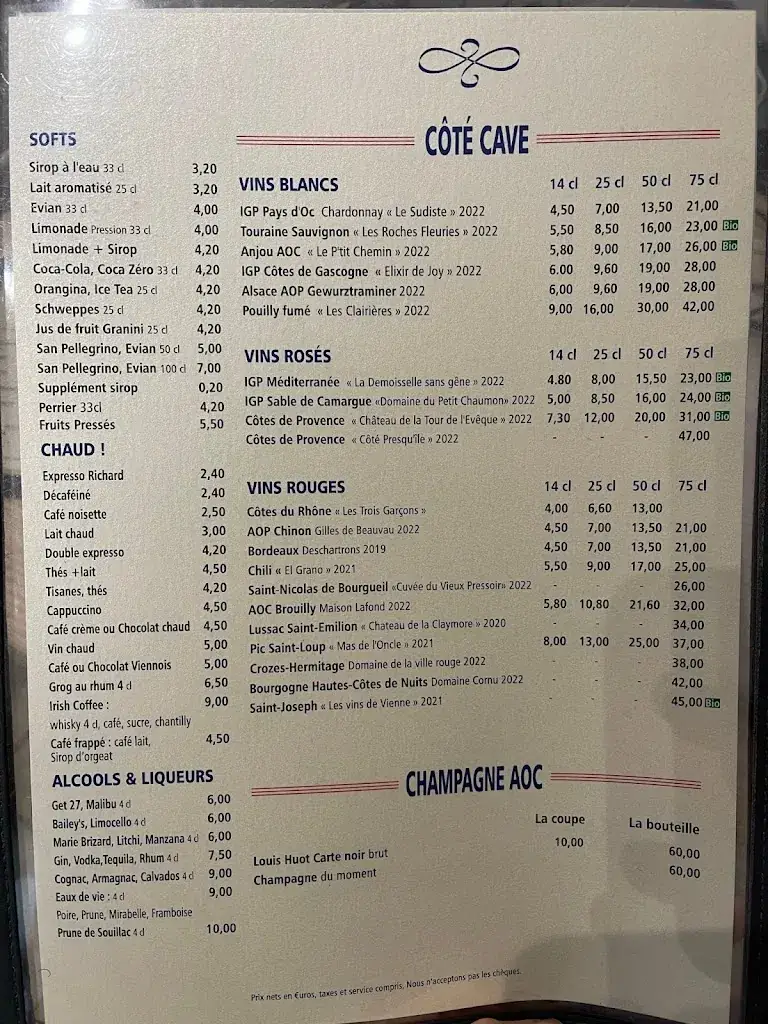 SOFTS
Sirop à l'eau 33 cl 3,20
Lait aromatisé 25 cl 3,20
Evian 33 cl 4,00
Limonade Pression 33 cl 4,00
Limonade + Sirop 4,20
Coca-Cola, Coca Zéro 33 cl 4,20
Orangina, Ice Tea 25 cl 4,20
Schweppes 25 cl 4,20
Jus de fruit Granini 25 cl 4,20
San Pellegrino, Evian 50 cl 5,00
San Pellegrino, Evian 100 cl 7,00
Supplément sirop 0,20
Perrier 33cl 4,20
Fruits Pressés 5,50
CHAUD !
Expresso Richard 2,40
Décaféiné 2,40
Café noisette 2,50
Lait chaud 3,00
Double expresso 4,20
Thés +lait 4,50
Tisanes, thés 4,20
Cappuccino 4,50
Café crème ou Chocolat chaud 4,50
Vin chaud 5,00
Café ou Chocolat Viennois 5,00
Grog au rhum 4 cl 6,50
Irish Coffee : 9,00
whisky 4 cl, café, sucre, chantilly
Café frappé : café lait, 4,50
Sirop d'orgeat
ALCOOLS & LIQUEURS
Get 27, Malibu 4 cl 6,00
Bailey's, Limocello 4 cl 6,00
Marie Brizard, Litchi, Manzana 4 cl 6,00
Gin, Vodka,Tequila, Rhum 4 cl 7,50
Cognac, Armagnac, Calvados 4 cl 9,00
Eaux de vie : 4 cl 9,00
Poire, Prune, Mirabelle, Framboise
Prune de Souillac 4 cl 10,00
CÔTÉ CAVE
VINS BLANCS 14 cl 25 cl 50 cl 75 cl
IGP Pays d'Oc Chardonnay « Le Sudiste » 2022 4,50 7,00 13,50 21,00
Touraine Sauvignon « Les Roches Fleuries » 2022 5,50 8,50 16,00 23,00 Bio
Anjou AOC « Le P'tit Chemin » 2022 5,80 9,00 17,00 26,00 Bio
IGP Côtes de Gascogne « Elixir de Joy » 2022 6.00 9,60 19,00 28,00
Alsace AOP Gewurztraminer 2022 6,00 9,60 19,00 28,00
Pouilly fumé « Les Clairières » 2022 9,00 16,00 30,00 42,00
VINS ROSÉS 14 cl 25 cl 50 cl 75 cl
IGP Méditerranée « La Demoisselle sans gêne » 2022 4.80 8,00 15,50 23,00 Bio
IGP Sable de Camargue «Domaine du Petit Chaumon» 2022 5,00 8,50 16,00 24,00 Bio
Côtes de Provence « Château de la Tour de l'Evêque » 2022 7,30 12,00 20,00 31,00 Bio
Côtes de Provence « Côté Presqu'île » 2022 - - - 47,00
VINS ROUGES 14 cl 25 cl 50 cl 75 cl
Côtes du Rhône « Les Trois Garçons » 4,00 6,60 13,00
AOP Chinon Gilles de Beauvau 2022 4,50 7,00 13,50 21,00
Bordeaux Deschartrons 2019 4,50 7,00 13,50 21,00
Chili « El Grano » 2021 5,50 9,00 17,00 25,00
Saint-Nicolas de Bourgueil «Cuvée du Vieux Pressoir» 2022 - - - 26,00
AOC Brouilly Maison Lafond 2022 5,80 10,80 21,60 32,00
Lussac Saint-Emilion « Chateau de la Claymore » 2020 - - - 34,00
Pic Saint-Loup « Mas de l'Oncle » 2021 8,00 13,00 25,00 37,00
Crozes-Hermitage Domaine de la ville rouge 2022 - - - 38,00
Bourgogne Hautes-Côtes de Nuits Domaine Cornu 2022 - - - 42,00
Saint-Joseph « Les vins de Vienne » 2021 - - - 45,00 Bio
CHAMPAGNE AOC
La coupe La bouteille
Louis Huot Carte noir brut 10,00 60,00
Champagne du moment 60,00
Prix nets en €uros, taxes et service compris. Nous n'acceptons pas les chèques.